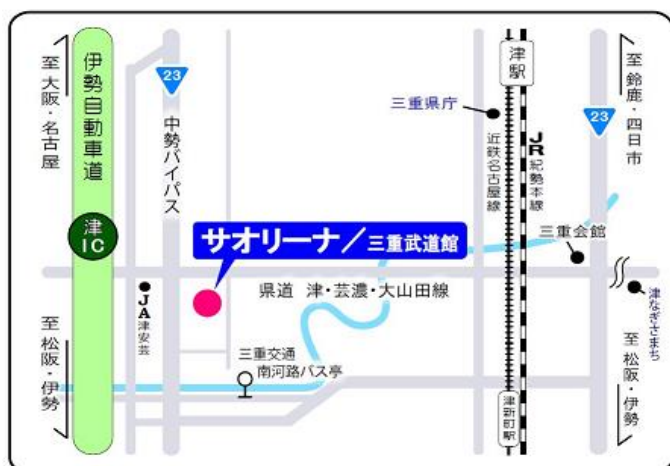 至大阪・名古屋
伊勢自動車道
23
中勢バイパス
津駅
三重県庁
近鉄名古屋線
JR紀勢本線
23
至鈴鹿・四日市
津IC
サオリーナ／三重武道館
三重会館
JA津安芸
県道 津・芸濃・大山田線
津なぎさまち
至松阪・伊勢
三重交通
南河路バス亭
津新町駅
至松阪・伊勢